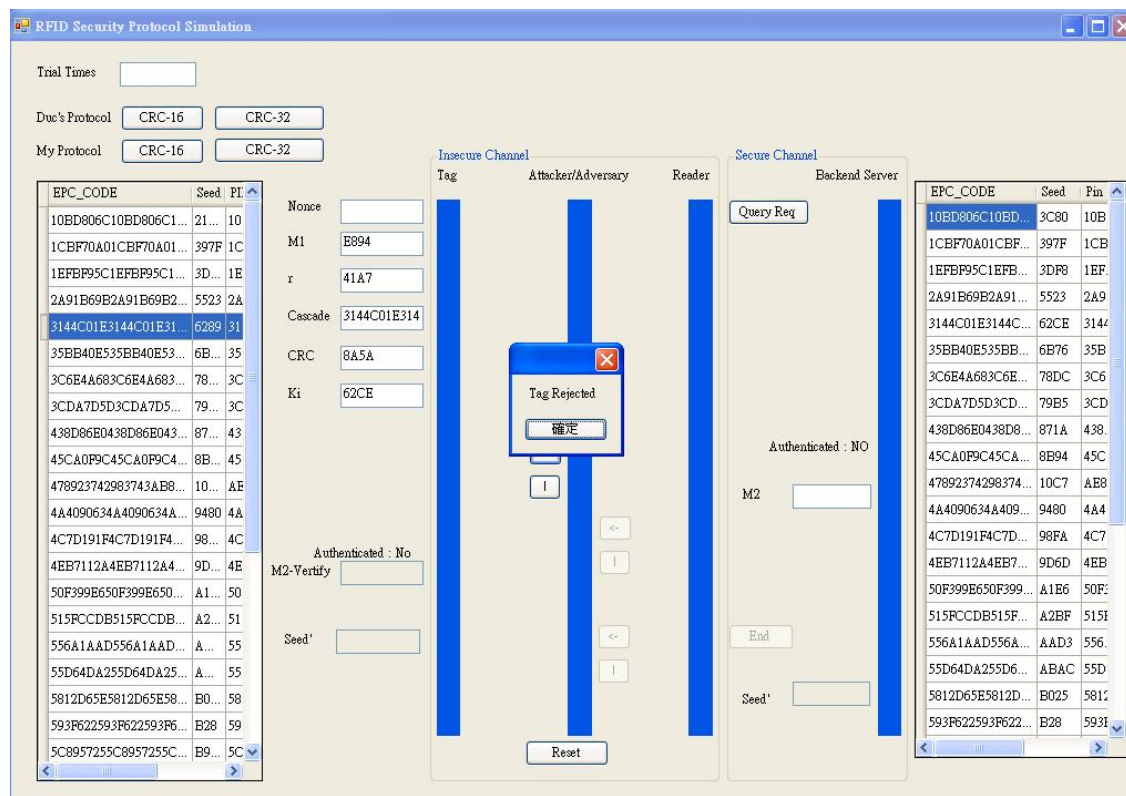 RFID Security Protocol Simulation
Trial Times
Duc's Protocol CRC-16 CRC-32
My Protocol CRC-16 CRC-32
EPC_CODE Seed PI
10BD806C10BD806C1... 21... 10
1CBF70A01CBF70A01... 397F 1C
1EFBF95C1EFBF95C1... 3D... 1E
2A91B69B2A91B69B2... 5523 2A
3144C01E3144C01E31... 6289 31
35BB40E535BB40E53... 6B... 35
3C6E4A683C6E4A683... 78... 3C
3CDA7D5D3CDA7D5... 79... 3C
438D86E0438D86E043... 87... 43
45CA0F9C45CA0F9C4... 8B... 45
478923742983743AB8... 10... AE
4A4090634A4090634A... 9480 4A
4C7D191F4C7D191F4... 98... 4C
4EB7112A4EB7112A4... 9D... 4E
50F399E650F399E650... A1... 50
515FCCDB515FCCDB... A2... 51
556A1AAD556A1AAD... A... 55
55D64DA255D64DA25... A... 55
5812D65E5812D65E58... B0... 58
593F622593F622593F6... B28 59
5C8957255C8957255C... B9... 5C
Nonce
M1 E894
r 41A7
Cascade 3144C01E314
CRC 8A5A
Ki 62CE
Authenticated : No
M2-Vertify
Seed'
Insecure Channel
Tag Attacker/Adversary Reader
Tag Rejected
確定
I
<-
I
<-
I
Reset
Secure Channel
Backend Server
Query Req
Authenticated : NO
M2
End
Seed'
EPC_CODE Seed Pin
10BD806C10BD... 3C80 10B
1CBF70A01CBF... 397F 1CB
1EFBF95C1EFB... 3DF8 1EF.
2A91B69B2A91... 5523 2A9
3144C01E3144C... 62CE 3144
35BB40E535BB... 6B76 35B
3C6E4A683C6E... 78DC 3C6
3CDA7D5D3CD... 79B5 3CD
438D86E0438D8... 871A 438.
45CA0F9C45CA... 8B94 45C
47892374298374... 10C7 AE8
4A4090634A409... 9480 4A4
4C7D191F4C7D... 98FA 4C7
4EB7112A4EB7... 9D6D 4EB
50F399E650F399... A1E6 50F:
515FCCDB515F... A2BF 515F
556A1AAD556A... AAD3 556.
55D64DA255D6... ABAC 55D
5812D65E5812D... B025 5812
593F622593F622... B28 593F